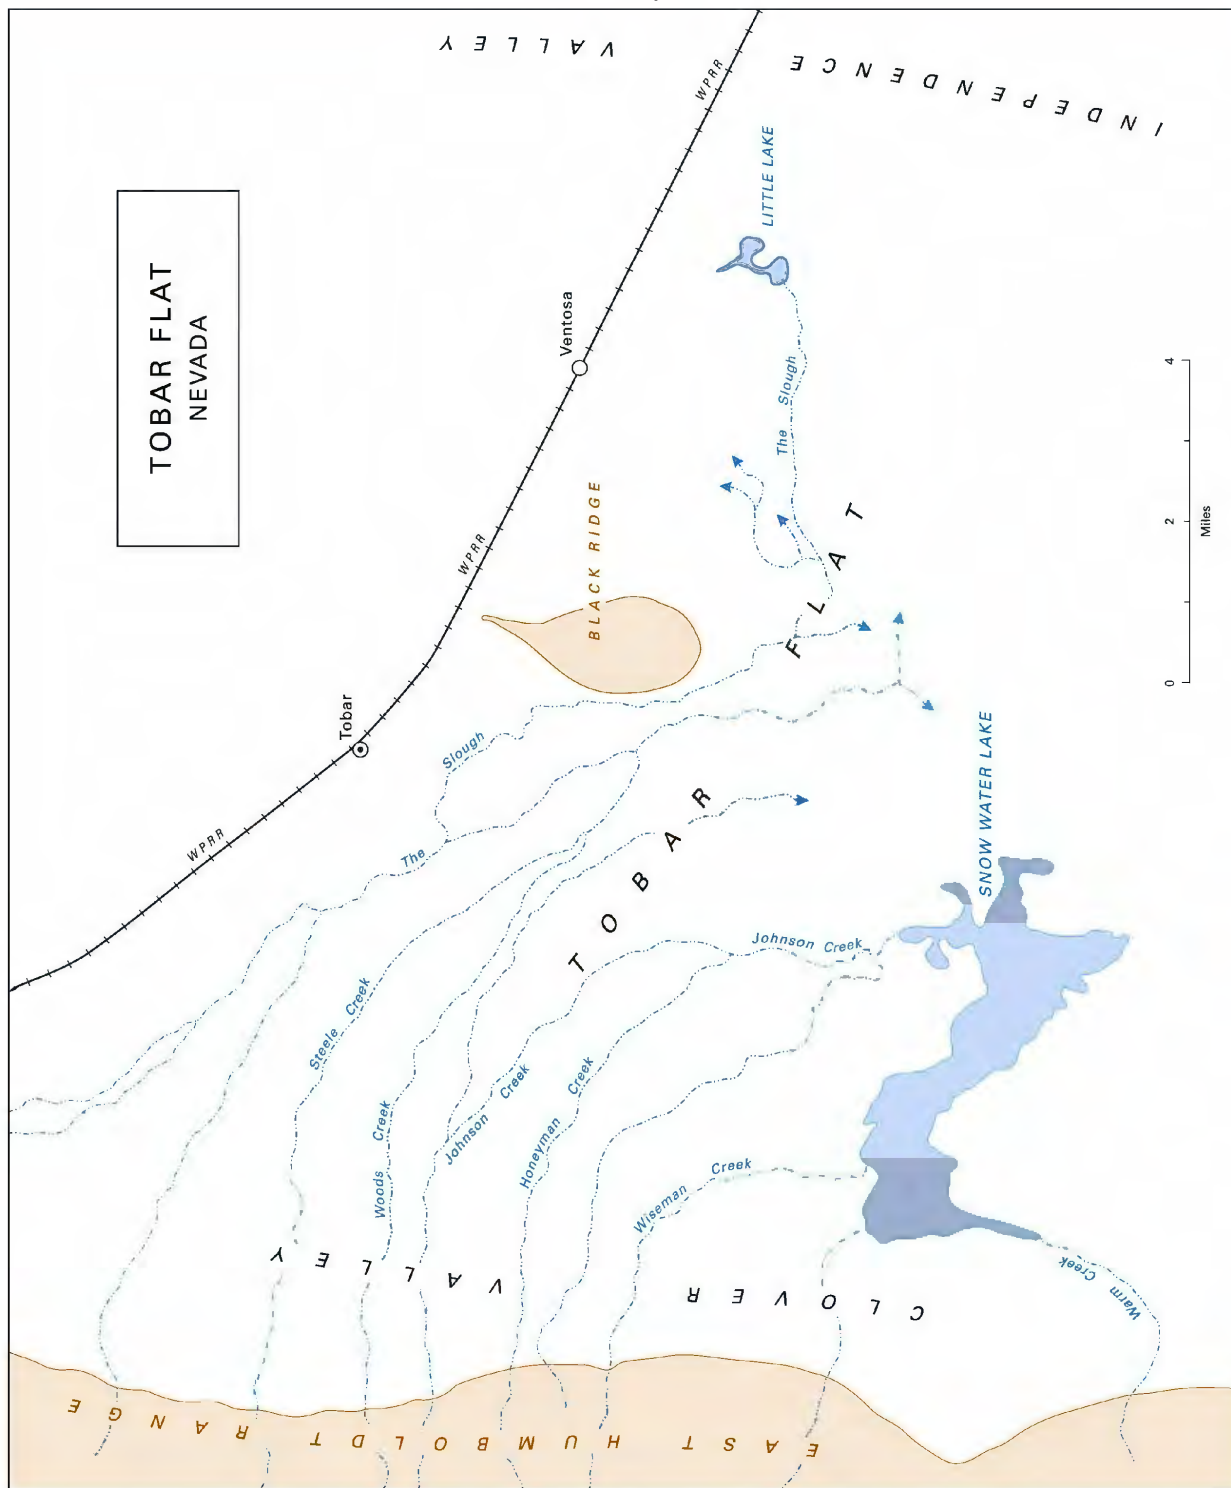 TOBAR FLAT
NEVADA
VALLEY
INDEPENDENCE
WPRR
LITTLE LAKE
Ventosa
The Slough
BLACK RIDGE
WPRR
Tobar
WPRR
The Slough
TOBAR FLAT
SNOW WATER LAKE
Johnson Creek
Steele Creek
Woods Creek
Johnson Creek
Honeyman Creek
Wiseman Creek
Warm Creek
CLOVER VALLEY
EAST HUMBOLDT RANGE
0 2 4
Miles